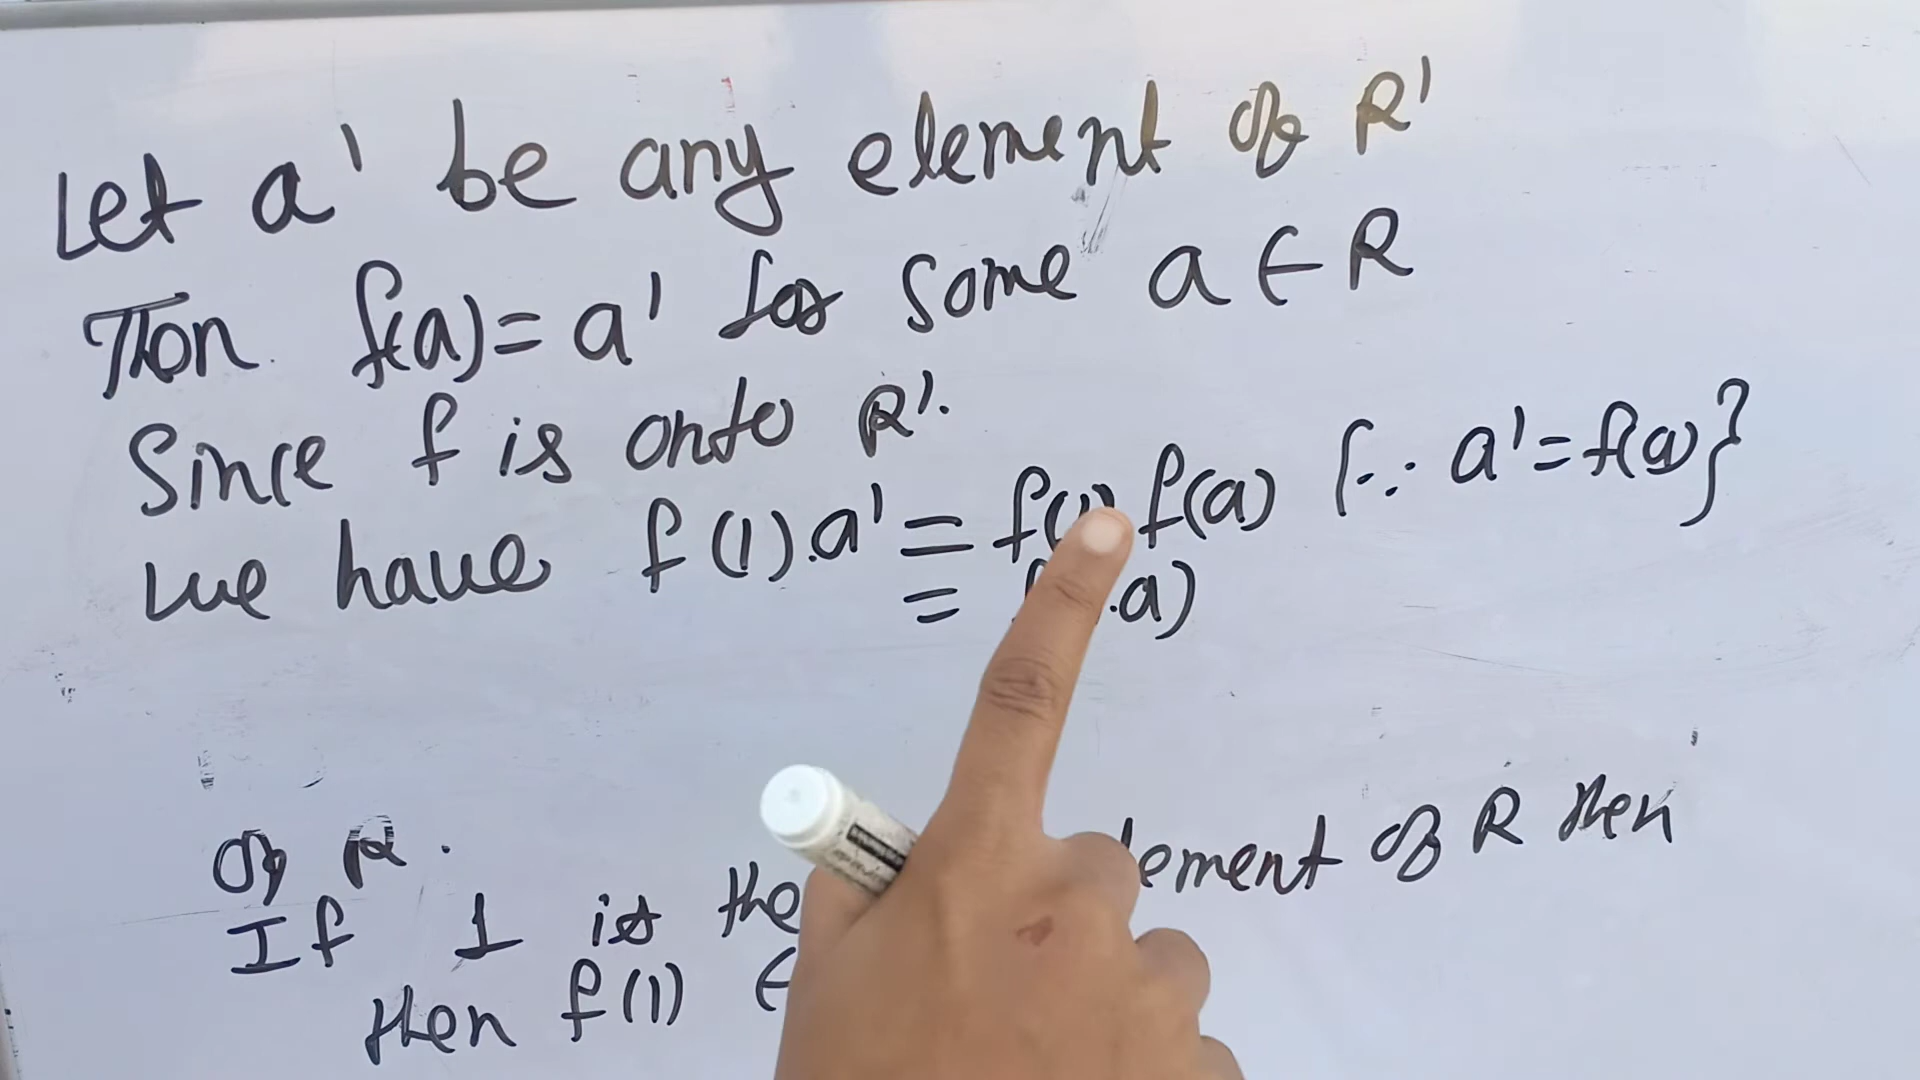 Let a' be any element of R'
Then f(a) = a' for some a ∈ R
Since f is onto R'.
we have f(1).a' = f(1) f(a) {∵ a' = f(a)}
= .a)
of R.
If 1 is the element of R then
then f(1) ∈